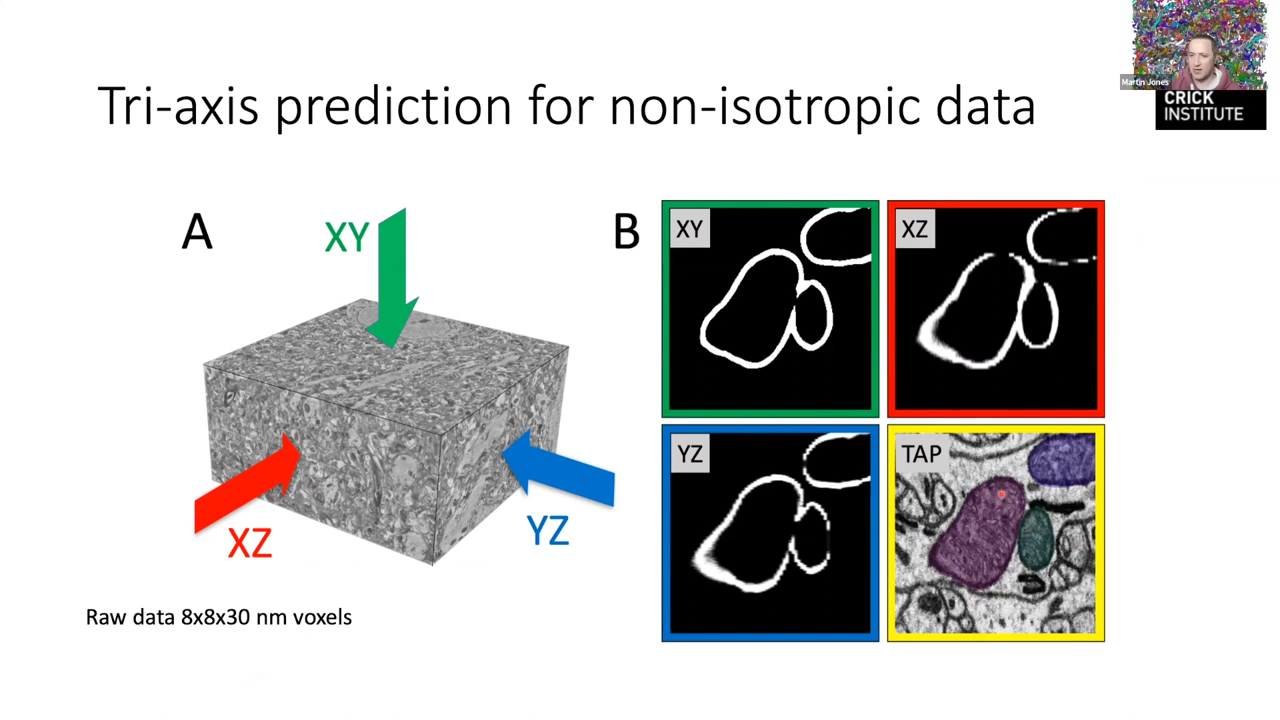 Martin Jones
CRICK
INSTITUTE
Tri-axis prediction for non-isotropic data
A
XY
XZ
YZ
Raw data 8x8x30 nm voxels
B
XY
XZ
YZ
TAP